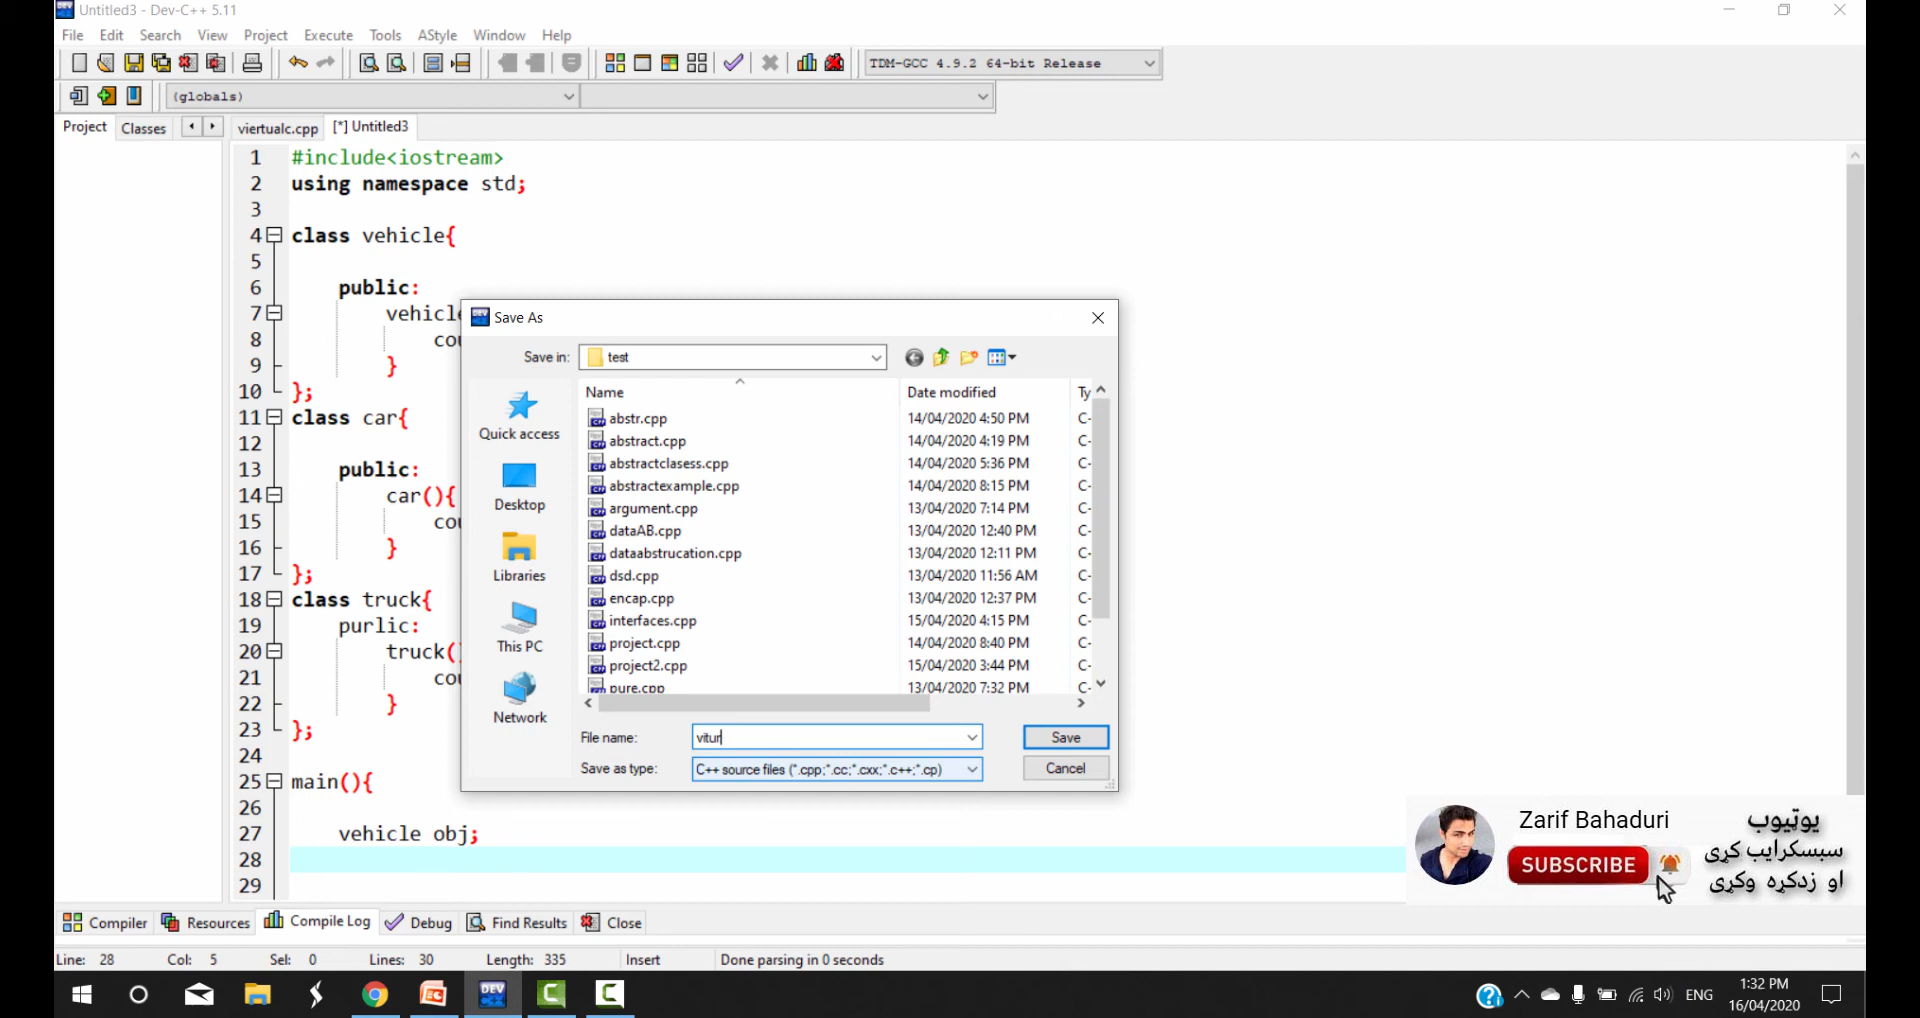 Untitled3 - Dev-C++ 5.11
File Edit Search View Project Execute Tools AStyle Window Help
TDM-GCC 4.9.2 64-bit Release
(globals)
Project Classes viertualc.cpp [*] Untitled3
1 #include<iostream>
2 using namespace std;
3
4 class vehicle{
5
6 public:
7 vehicle
8 cou
9 }
10 };
11 class car{
12
13 public:
14 car(){
15 cou
16 }
17 };
18 class truck{
19 purlic:
20 truck()
21 cou
22 }
23 };
24
25 main(){
26
27 vehicle obj;
28
29
Save As
Save in: test
Name Date modified Ty
abstr.cpp 14/04/2020 4:50 PM C-
abstract.cpp 14/04/2020 4:19 PM C-
abstractclasess.cpp 14/04/2020 5:36 PM C-
abstractexample.cpp 14/04/2020 8:15 PM C-
argument.cpp 13/04/2020 7:14 PM C-
dataAB.cpp 13/04/2020 12:40 PM C-
dataabstrucation.cpp 13/04/2020 12:11 PM C-
dsd.cpp 13/04/2020 11:56 AM C-
encap.cpp 13/04/2020 12:37 PM C-
interfaces.cpp 15/04/2020 4:15 PM C-
project.cpp 14/04/2020 8:40 PM C-
project2.cpp 15/04/2020 3:44 PM C-
pure.cpp 13/04/2020 7:32 PM C-
Quick access
Desktop
Libraries
This PC
Network
File name: vitur Save
Save as type: C++ source files (*.cpp;*.cc;*.cxx;*.c++;*.cp) Cancel
Zarif Bahaduri
SUBSCRIBE
یوټیوب
سبسکرایب کړی
او زدکړه وکړی
Compiler Resources Compile Log Debug Find Results Close
Line: 28 Col: 5 Sel: 0 Lines: 30 Length: 335 Insert Done parsing in 0 seconds
DEV
ENG
1:32 PM
16/04/2020